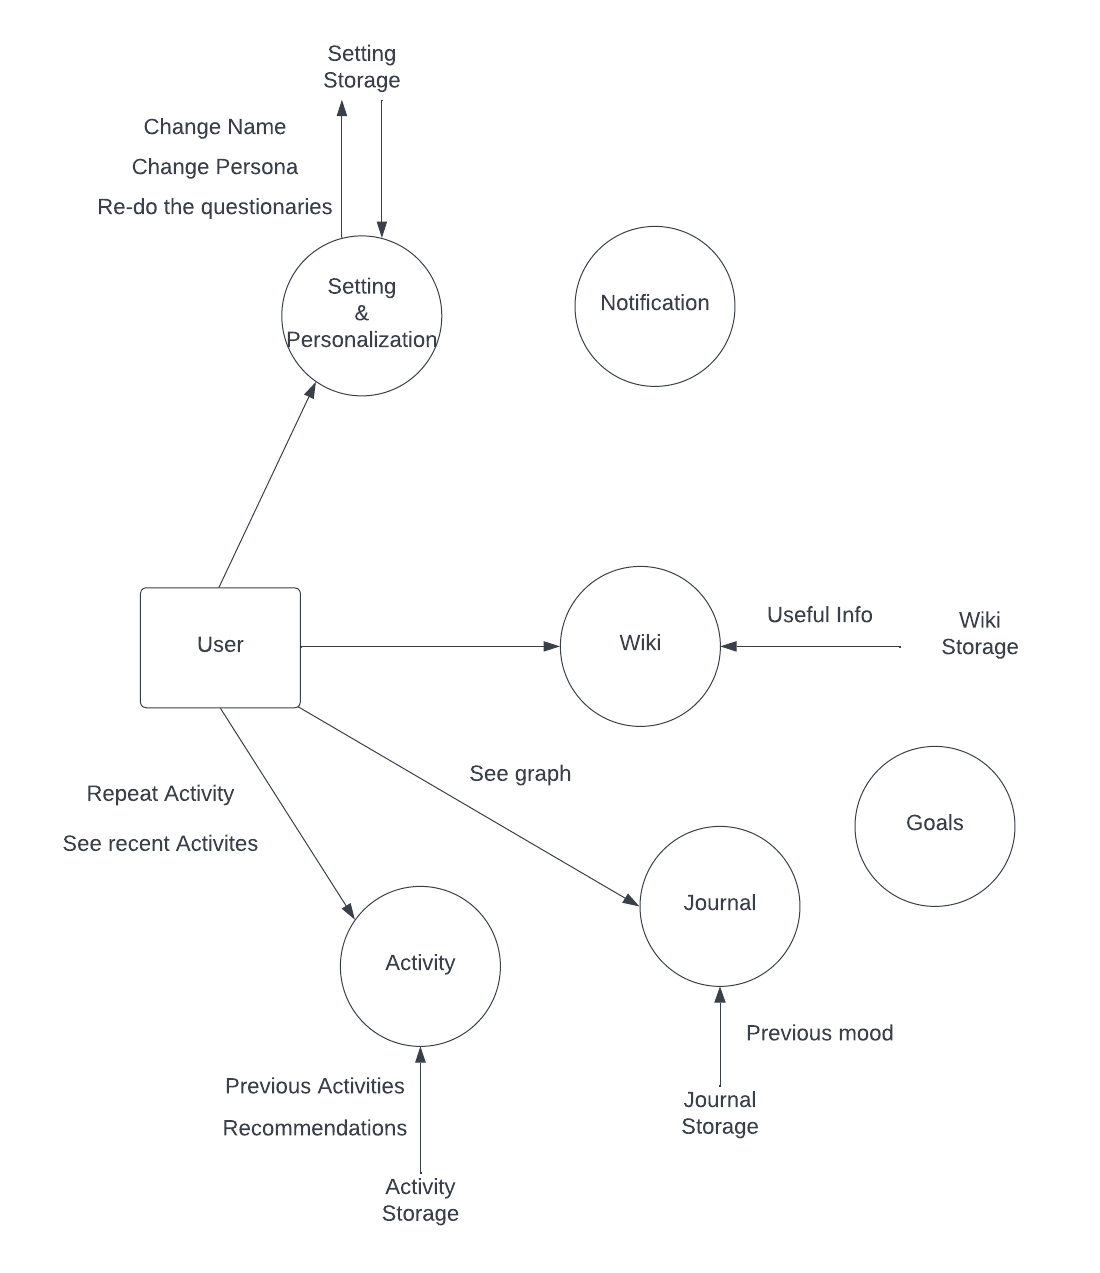 Setting
Storage
Change Name
Change Persona
Re-do the questionaries
Setting
&
Personalization
Notification
User
Wiki
Useful Info
Wiki
Storage
See graph
Repeat Activity
See recent Activites
Goals
Journal
Activity
Previous mood
Previous Activities
Recommendations
Journal
Storage
Activity
Storage